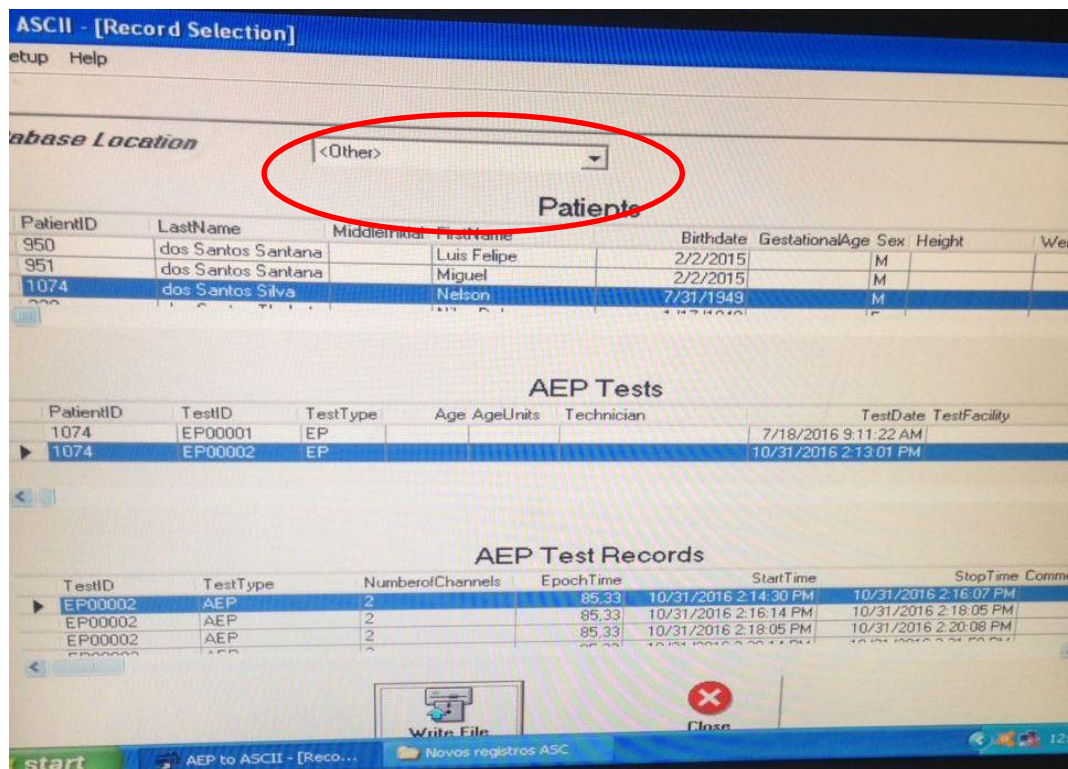 ASCII - [Record Selection]
etup Help
abase Location <Other>
Patients
PatientID LastName MiddleInitial FirstName Birthdate GestationalAge Sex Height Wei
950 dos Santos Santana Luis Felipe 2/2/2015 M
951 dos Santos Santana Miguel 2/2/2015 M
1074 dos Santos Silva Nelson 7/31/1949 M
AEP Tests
PatientID TestID TestType Age AgeUnits Technician TestDate TestFacility
1074 EP00001 EP 7/18/2016 9:11:22 AM
1074 EP00002 EP 10/31/2016 2:13:01 PM
AEP Test Records
TestID TestType NumberofChannels EpochTime StartTime StopTime Comme
EP00002 AEP 2 85,33 10/31/2016 2:14:30 PM 10/31/2016 2:16:07 PM
EP00002 AEP 2 85,33 10/31/2016 2:16:14 PM 10/31/2016 2:18:05 PM
EP00002 AEP 2 85,33 10/31/2016 2:18:05 PM 10/31/2016 2:20:08 PM
Write File Close
start AEP to ASCII - [Reco... Novos registros ASC 12: